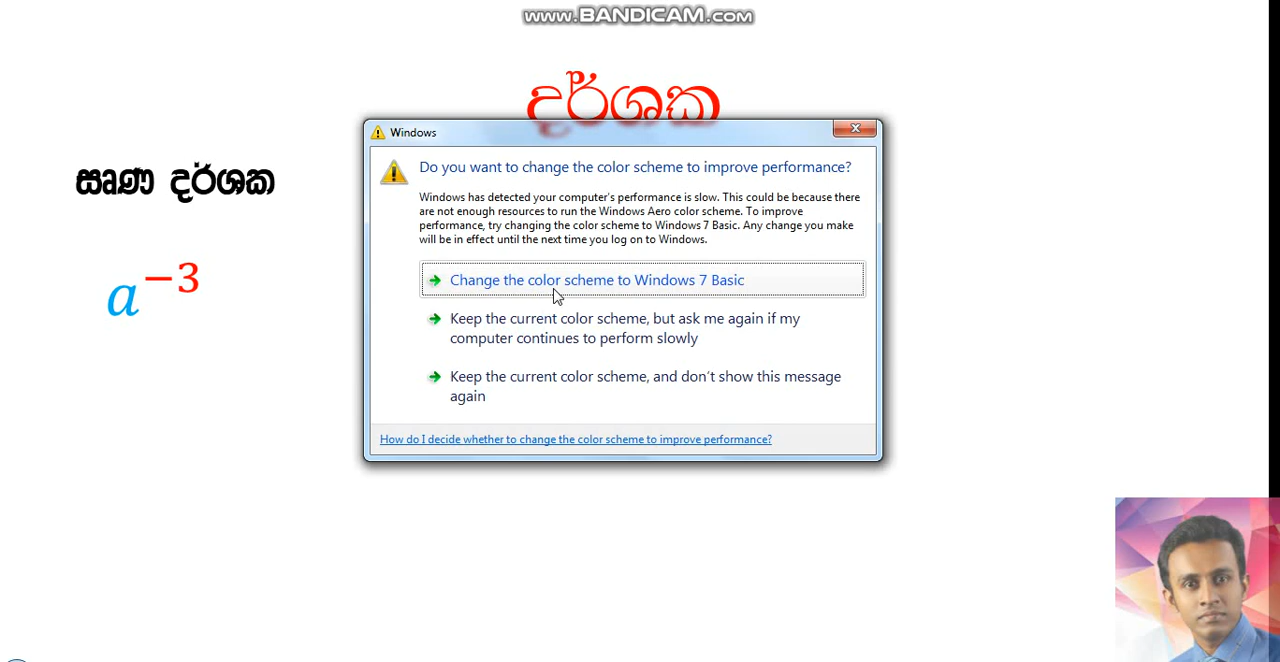 www.BANDICAM.com
දර්ශක
Windows
සෘණ දර්ශක
Do you want to change the color scheme to improve performance?
Windows has detected your computer's performance is slow. This could be because there
are not enough resources to run the Windows Aero color scheme. To improve
performance, try changing the color scheme to Windows 7 Basic. Any change you make
will be in effect until the next time you log on to Windows.
a⁻³
Change the color scheme to Windows 7 Basic
Keep the current color scheme, but ask me again if my
computer continues to perform slowly
Keep the current color scheme, and don't show this message
again
How do I decide whether to change the color scheme to improve performance?